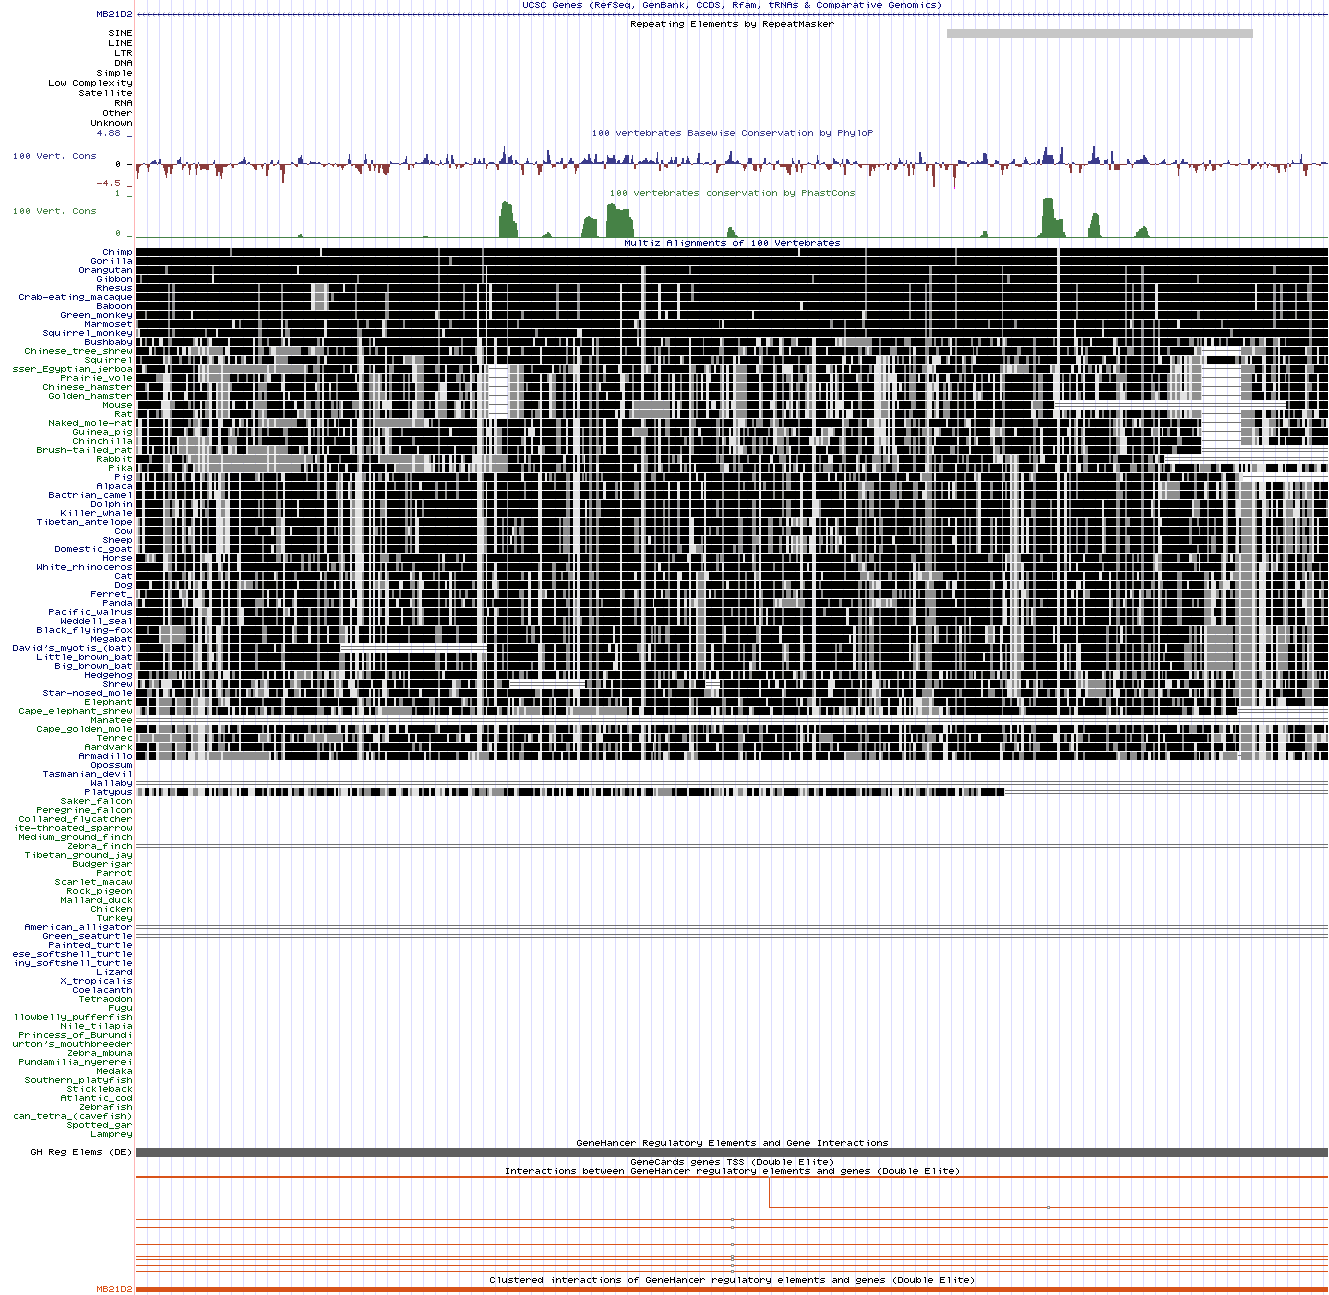 UCSC Genes (RefSeq, GenBank, CCDS, Rfam, tRNAs & Comparative Genomics)
MB21D2
Repeating Elements by RepeatMasker
SINE
LINE
LTR
DNA
Simple
Low Complexity
Satellite
RNA
Other
Unknown
4.88 _
100 vertebrates Basewise Conservation by PhyloP
100 Vert. Cons
0 _
-4.5 _
1 _
100 vertebrates conservation by PhastCons
100 Vert. Cons
0 _
Multiz Alignments of 100 Vertebrates
Chimp
Gorilla
Orangutan
Gibbon
Rhesus
Crab-eating_macaque
Baboon
Green_monkey
Marmoset
Squirrel_monkey
Bushbaby
Chinese_tree_shrew
Squirrel
sser_Egyptian_jerboa
Prairie_vole
Chinese_hamster
Golden_hamster
Mouse
Rat
Naked_mole-rat
Guinea_pig
Chinchilla
Brush-tailed_rat
Rabbit
Pika
Pig
Alpaca
Bactrian_camel
Dolphin
Killer_whale
Tibetan_antelope
Cow
Sheep
Domestic_goat
Horse
White_rhinoceros
Cat
Dog
Ferret_
Panda
Pacific_walrus
Weddell_seal
Black_flying-fox
Megabat
David's_myotis_(bat)
Little_brown_bat
Big_brown_bat
Hedgehog
Shrew
Star-nosed_mole
Elephant
Cape_elephant_shrew
Manatee
Cape_golden_mole
Tenrec
Aardvark
Armadillo
Opossum
Tasmanian_devil
Wallaby
Platypus
Saker_falcon
Peregrine_falcon
Collared_flycatcher
ite-throated_sparrow
Medium_ground_finch
Zebra_finch
Tibetan_ground_jay
Budgerigar
Parrot
Scarlet_macaw
Rock_pigeon
Mallard_duck
Chicken
Turkey
American_alligator
Green_seaturtle
Painted_turtle
ese_softshell_turtle
iny_softshell_turtle
Lizard
X_tropicalis
Coelacanth
Tetraodon
Fugu
llowbelly_pufferfish
Nile_tilapia
Princess_of_Burundi
urton's_mouthbreeder
Zebra_mbuna
Pundamilia_nyererei
Medaka
Southern_platyfish
Stickleback
Atlantic_cod
Zebrafish
can_tetra_(cavefish)
Spotted_gar
Lamprey
GeneHancer Regulatory Elements and Gene Interactions
GH Reg Elems (DE)
GeneCards genes TSS (Double Elite)
Interactions between GeneHancer regulatory elements and genes (Double Elite)
Clustered interactions of GeneHancer regulatory elements and genes (Double Elite)
MB21D2